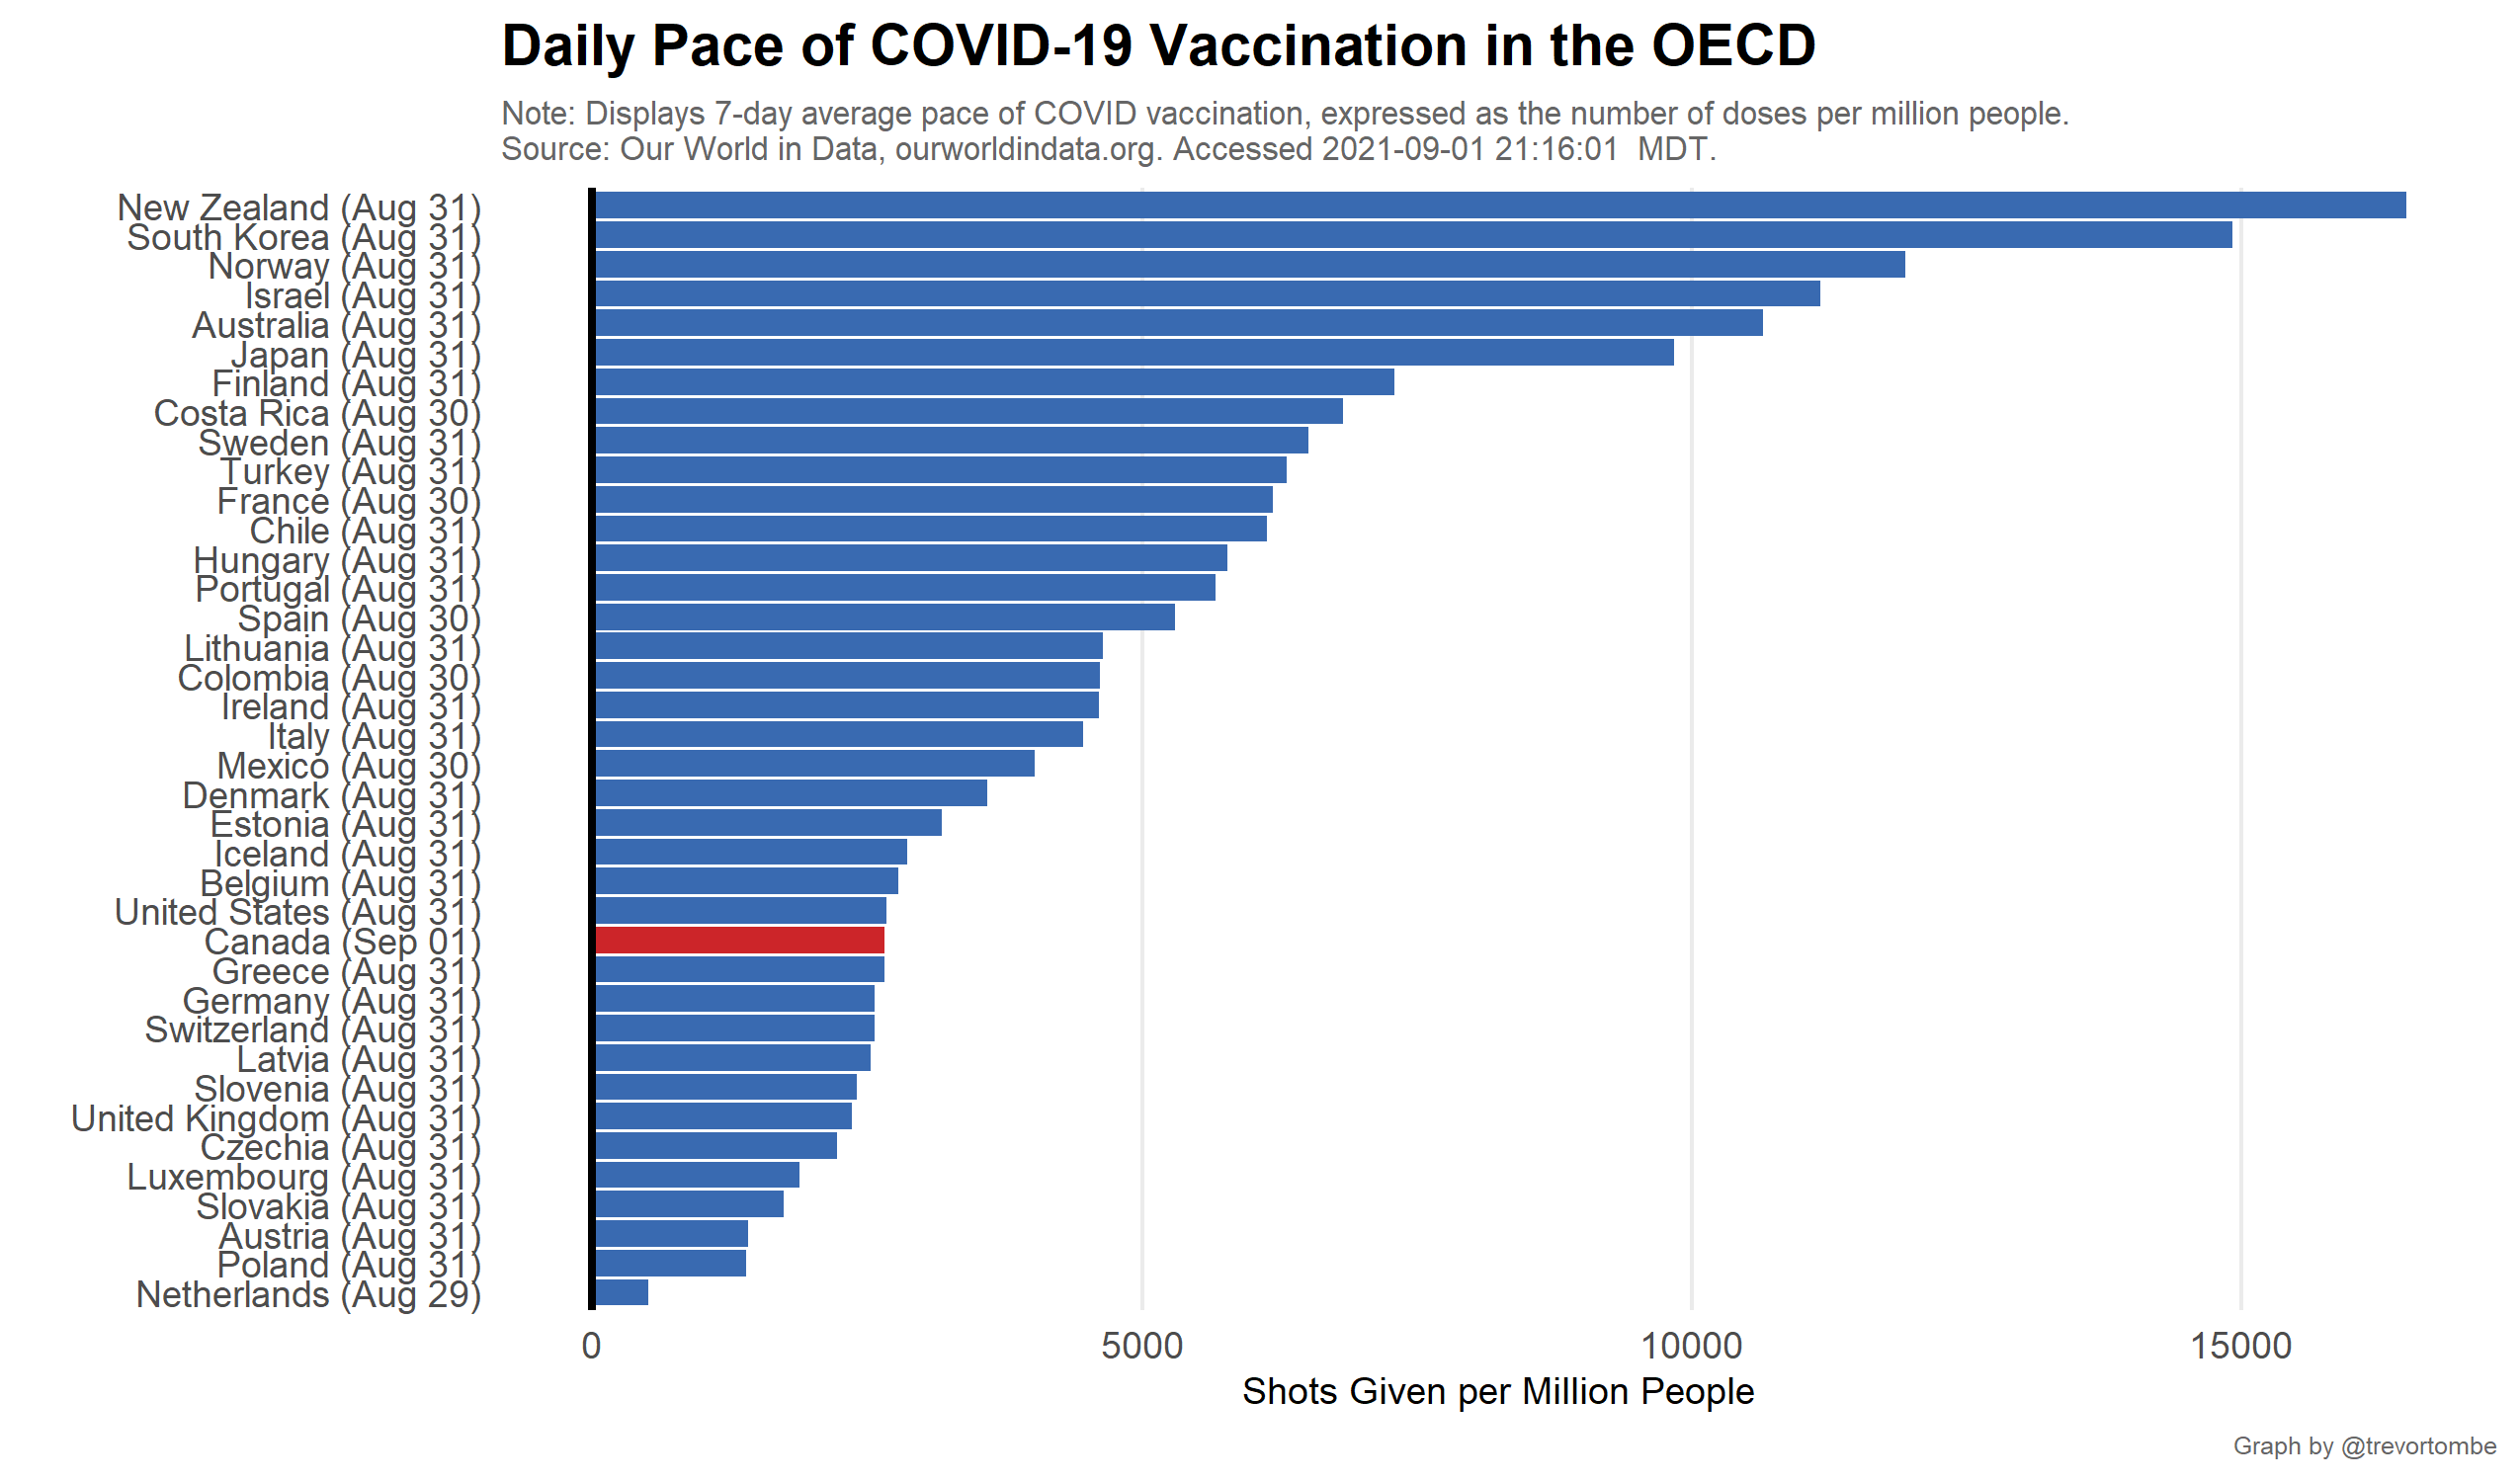 Daily Pace of COVID-19 Vaccination in the OECD
Note: Displays 7-day average pace of COVID vaccination, expressed as the number of doses per million people.
Source: Our World in Data, ourworldindata.org. Accessed 2021-09-01 21:16:01  MDT.
New Zealand (Aug 31)
South Korea (Aug 31)
Norway (Aug 31)
Israel (Aug 31)
Australia (Aug 31)
Japan (Aug 31)
Finland (Aug 31)
Costa Rica (Aug 30)
Sweden (Aug 31)
Turkey (Aug 31)
France (Aug 30)
Chile (Aug 31)
Hungary (Aug 31)
Portugal (Aug 31)
Spain (Aug 30)
Lithuania (Aug 31)
Colombia (Aug 30)
Ireland (Aug 31)
Italy (Aug 31)
Mexico (Aug 30)
Denmark (Aug 31)
Estonia (Aug 31)
Iceland (Aug 31)
Belgium (Aug 31)
United States (Aug 31)
Canada (Sep 01)
Greece (Aug 31)
Germany (Aug 31)
Switzerland (Aug 31)
Latvia (Aug 31)
Slovenia (Aug 31)
United Kingdom (Aug 31)
Czechia (Aug 31)
Luxembourg (Aug 31)
Slovakia (Aug 31)
Austria (Aug 31)
Poland (Aug 31)
Netherlands (Aug 29)
0 5000 10000 15000
Shots Given per Million People
Graph by @trevortombe